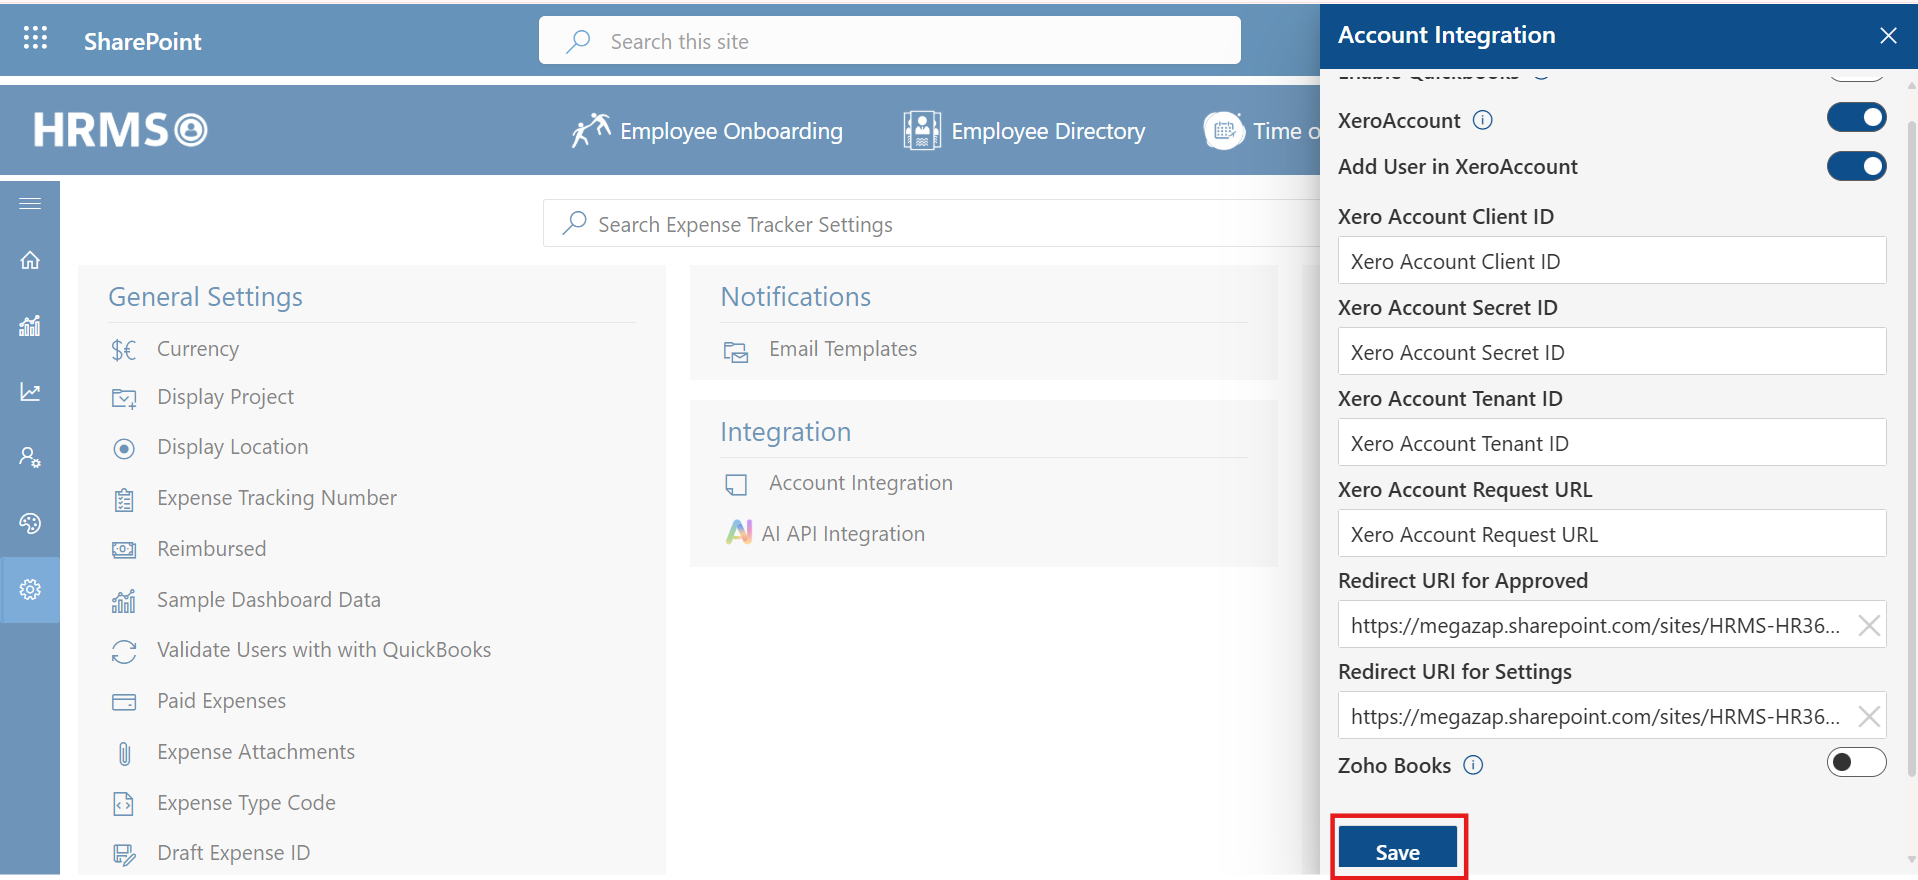 SharePoint
Search this site
HRMS
Employee Onboarding
Employee Directory
Time o
Search Expense Tracker Settings
General Settings
Currency
Display Project
Display Location
Expense Tracking Number
Reimbursed
Sample Dashboard Data
Validate Users with with QuickBooks
Paid Expenses
Expense Attachments
Expense Type Code
Draft Expense ID
Notifications
Email Templates
Integration
Account Integration
AI API Integration
Account Integration
Enable Quickbooks
XeroAccount
Add User in XeroAccount
Xero Account Client ID
Xero Account Client ID
Xero Account Secret ID
Xero Account Secret ID
Xero Account Tenant ID
Xero Account Tenant ID
Xero Account Request URL
Xero Account Request URL
Redirect URI for Approved
https://megazap.sharepoint.com/sites/HRMS-HR36...
Redirect URI for Settings
https://megazap.sharepoint.com/sites/HRMS-HR36...
Zoho Books
Save